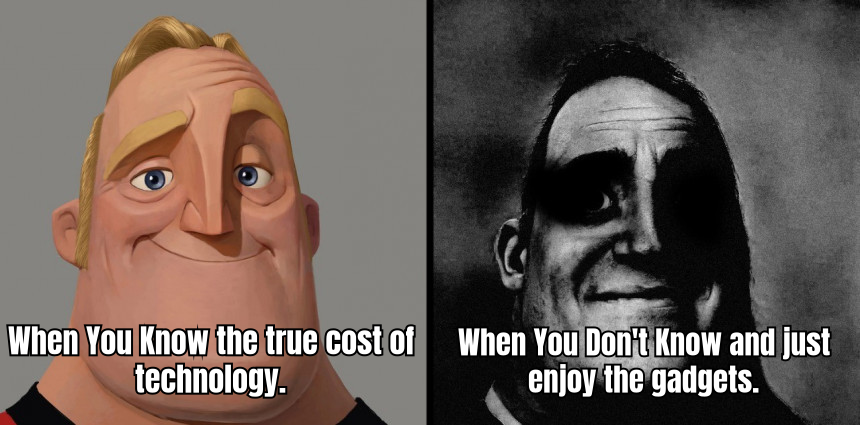 When You Know the true cost of
technology.
When You Don't Know and just
enjoy the gadgets.